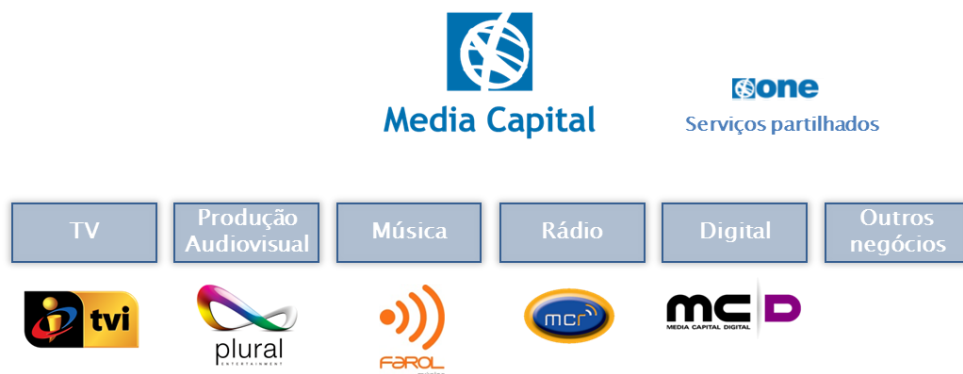 Media Capital
one
Serviços partilhados
TV
Produção
Audiovisual
Música
Rádio
Digital
Outros
negócios
tvi
plural
ENTERTAINMENT
FAROL
mcr
MC D
MEDIA CAPITAL DIGITAL